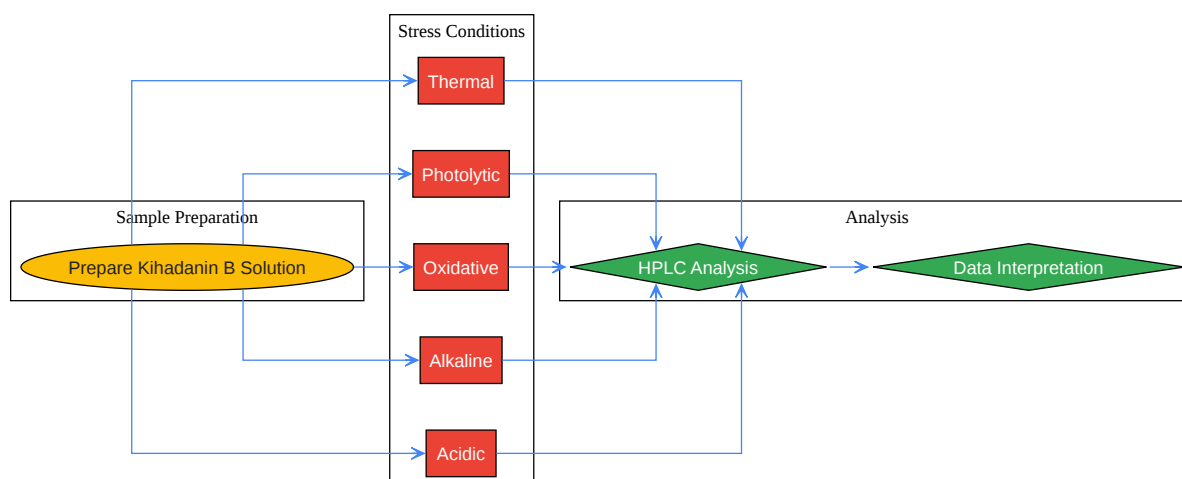 Stress Conditions
Thermal
Photolytic
Sample Preparation
Analysis
Prepare Kihadanin B Solution
Oxidative
HPLC Analysis
Data Interpretation
Alkaline
Acidic